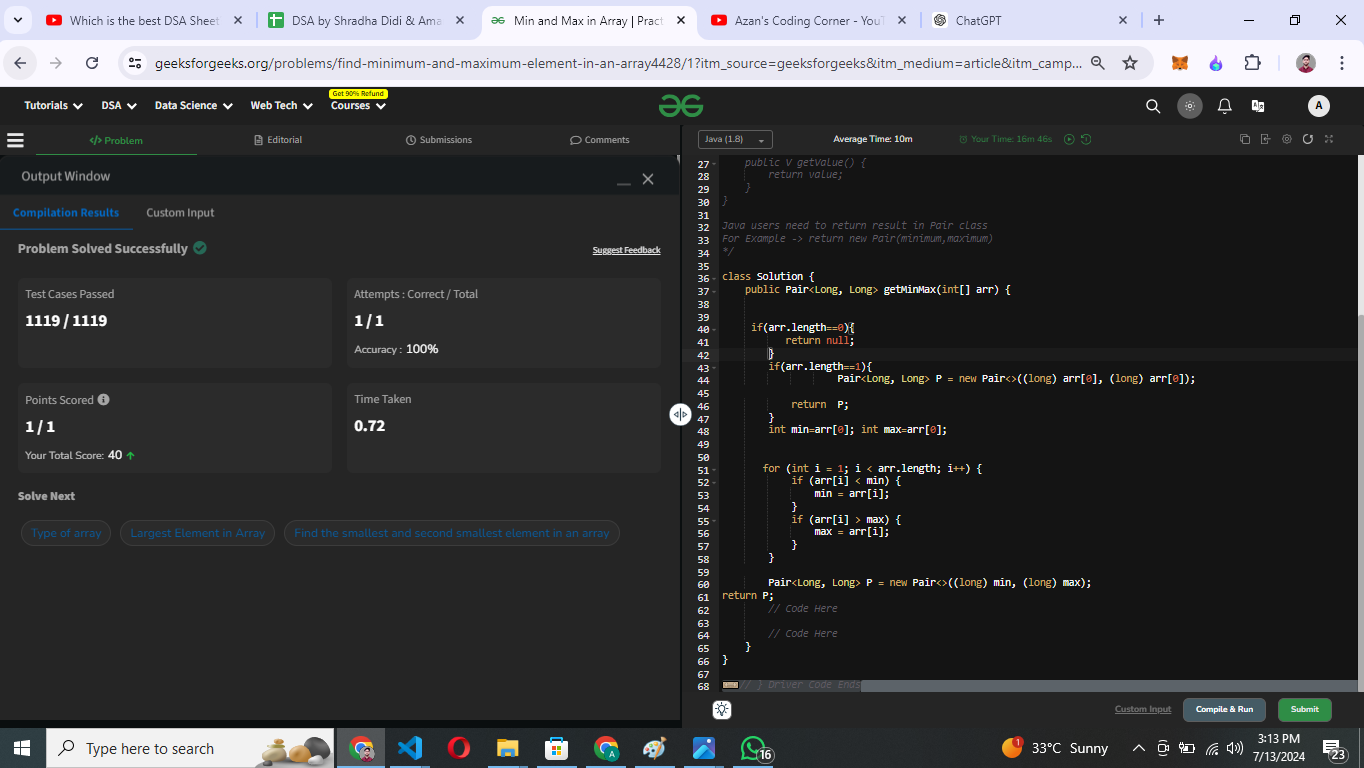 Which is the best DSA Sheet
DSA by Shradha Didi & Ama
Min and Max in Array | Pract
Azan's Coding Corner - YouT
ChatGPT
geeksforgeeks.org/problems/find-minimum-and-maximum-element-in-an-array4428/1?itm_source=geeksforgeeks&itm_medium=article&itm_camp...
Get 90% Refund
Tutorials DSA Data Science Web Tech Courses
A
Problem Editorial Submissions Comments
Java (1.8) Average Time: 10m Your Time: 16m 46s
Output Window
Compilation Results Custom Input
Problem Solved Successfully Suggest Feedback
Test Cases Passed
1119 / 1119
Attempts : Correct / Total
1 / 1
Accuracy : 100%
Points Scored
1 / 1
Your Total Score: 40
Time Taken
0.72
Solve Next
Type of array Largest Element in Array Find the smallest and second smallest element in an array
27 public V getValue() {
28 return value;
29 }
30 }
31
32 Java users need to return result in Pair class
33 For Example -> return new Pair(minimum,maximum)
34 */
35
36 class Solution {
37 public Pair<Long, Long> getMinMax(int[] arr) {
38
39
40 if(arr.length==0){
41 return null;
42 }
43 if(arr.length==1){
44 Pair<Long, Long> P = new Pair<>((long) arr[0], (long) arr[0]);
45
46 return P;
47 }
48 int min=arr[0]; int max=arr[0];
49
50
51 for (int i = 1; i < arr.length; i++) {
52 if (arr[i] < min) {
53 min = arr[i];
54 }
55 if (arr[i] > max) {
56 max = arr[i];
57 }
58 }
59
60 Pair<Long, Long> P = new Pair<>((long) min, (long) max);
61 return P;
62 // Code Here
63
64 // Code Here
65 }
66 }
67
68 // } Driver Code Ends
Custom Input Compile & Run Submit
Type here to search
A
16
1
33°C Sunny
3:13 PM
7/13/2024
23